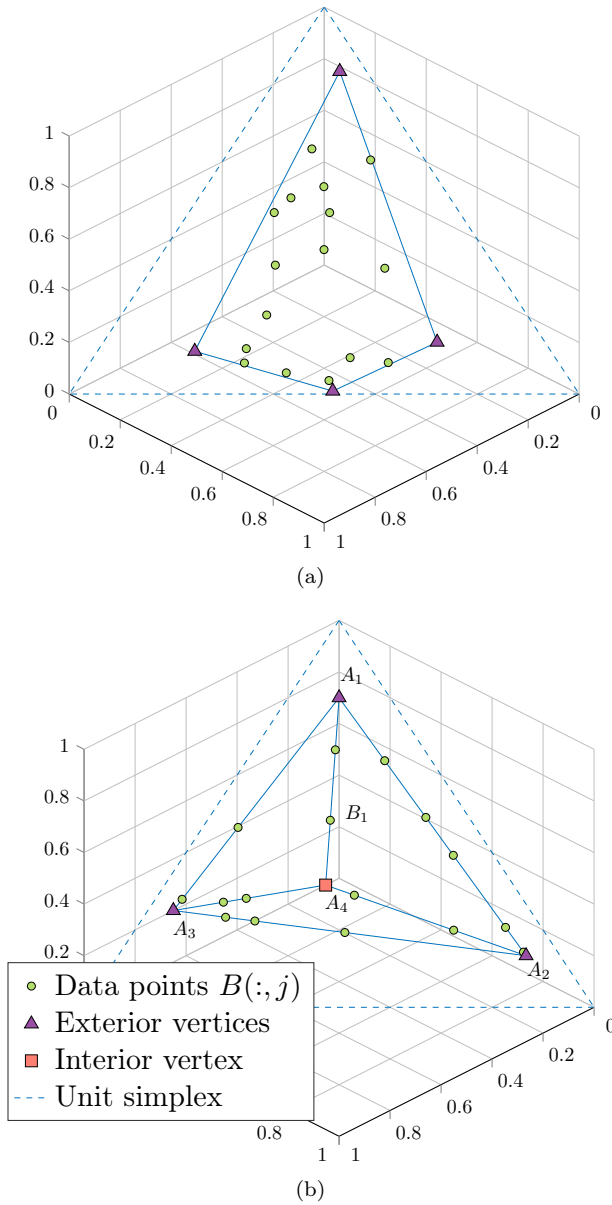 1
0.8
0.6
0.4
0.2
0
0 0
0.2 0.2
0.4 0.4
0.6 0.6
0.8 0.8
1 1
(a)
A1
1
0.8
B1
0.6
0.4
A4
A3
0.2
A2
Data points B(:, j)
0
Exterior vertices
0.2
0.4
Interior vertex
0.6
Unit simplex
0.8 0.8
1 1
(b)